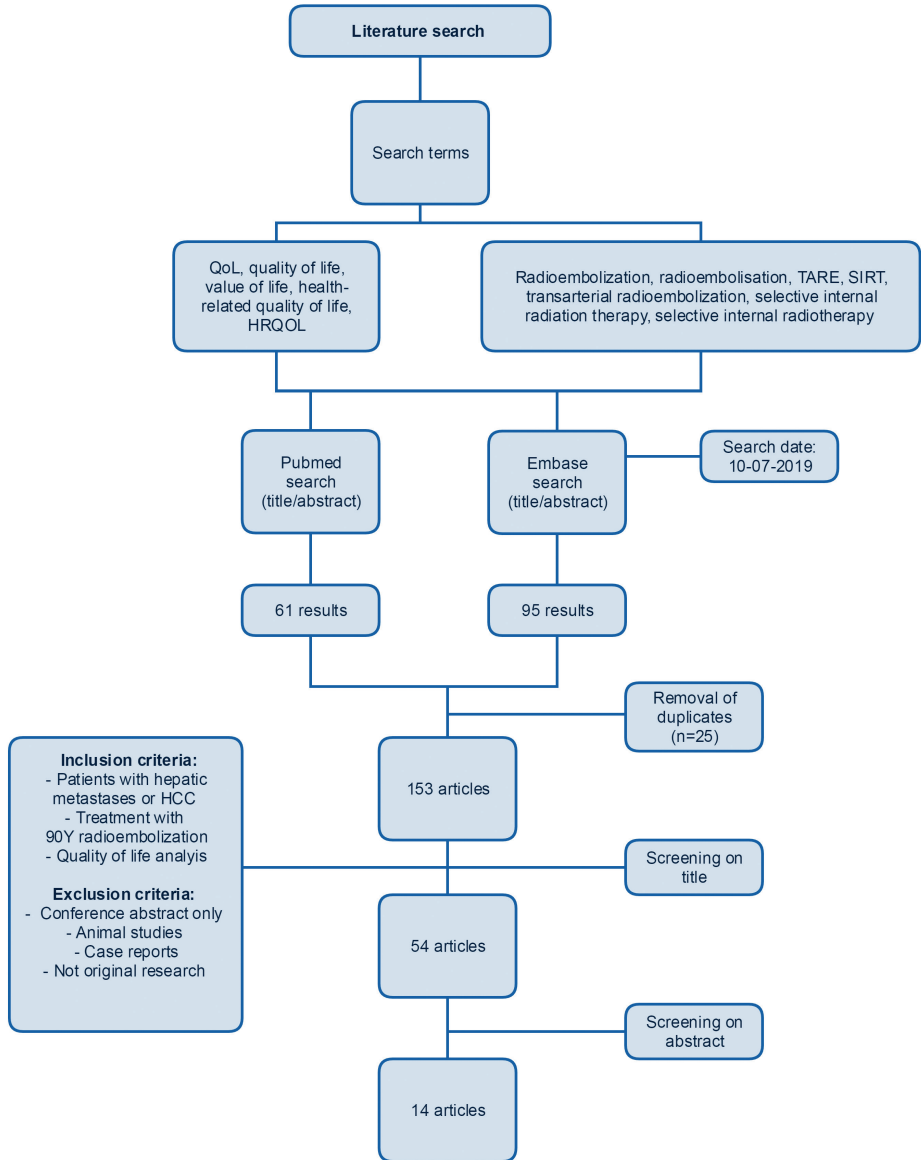 Literature search
Search terms
QoL, quality of life,
value of life, health-
related quality of life,
HRQOL
Radioembolization, radioembolisation, TARE, SIRT,
transarterial radioembolization, selective internal
radiation therapy, selective internal radiotherapy
Pubmed
search
(title/abstract)
Embase
search
(title/abstract)
Search date:
10-07-2019
61 results
95 results
Removal of
duplicates
(n=25)
153 articles
Inclusion criteria:
- Patients with hepatic
metastases or HCC
- Treatment with
90Y radioembolization
- Quality of life analyis
Exclusion criteria:
- Conference abstract only
- Animal studies
- Case reports
- Not original research
Screening on
title
54 articles
Screening on
abstract
14 articles